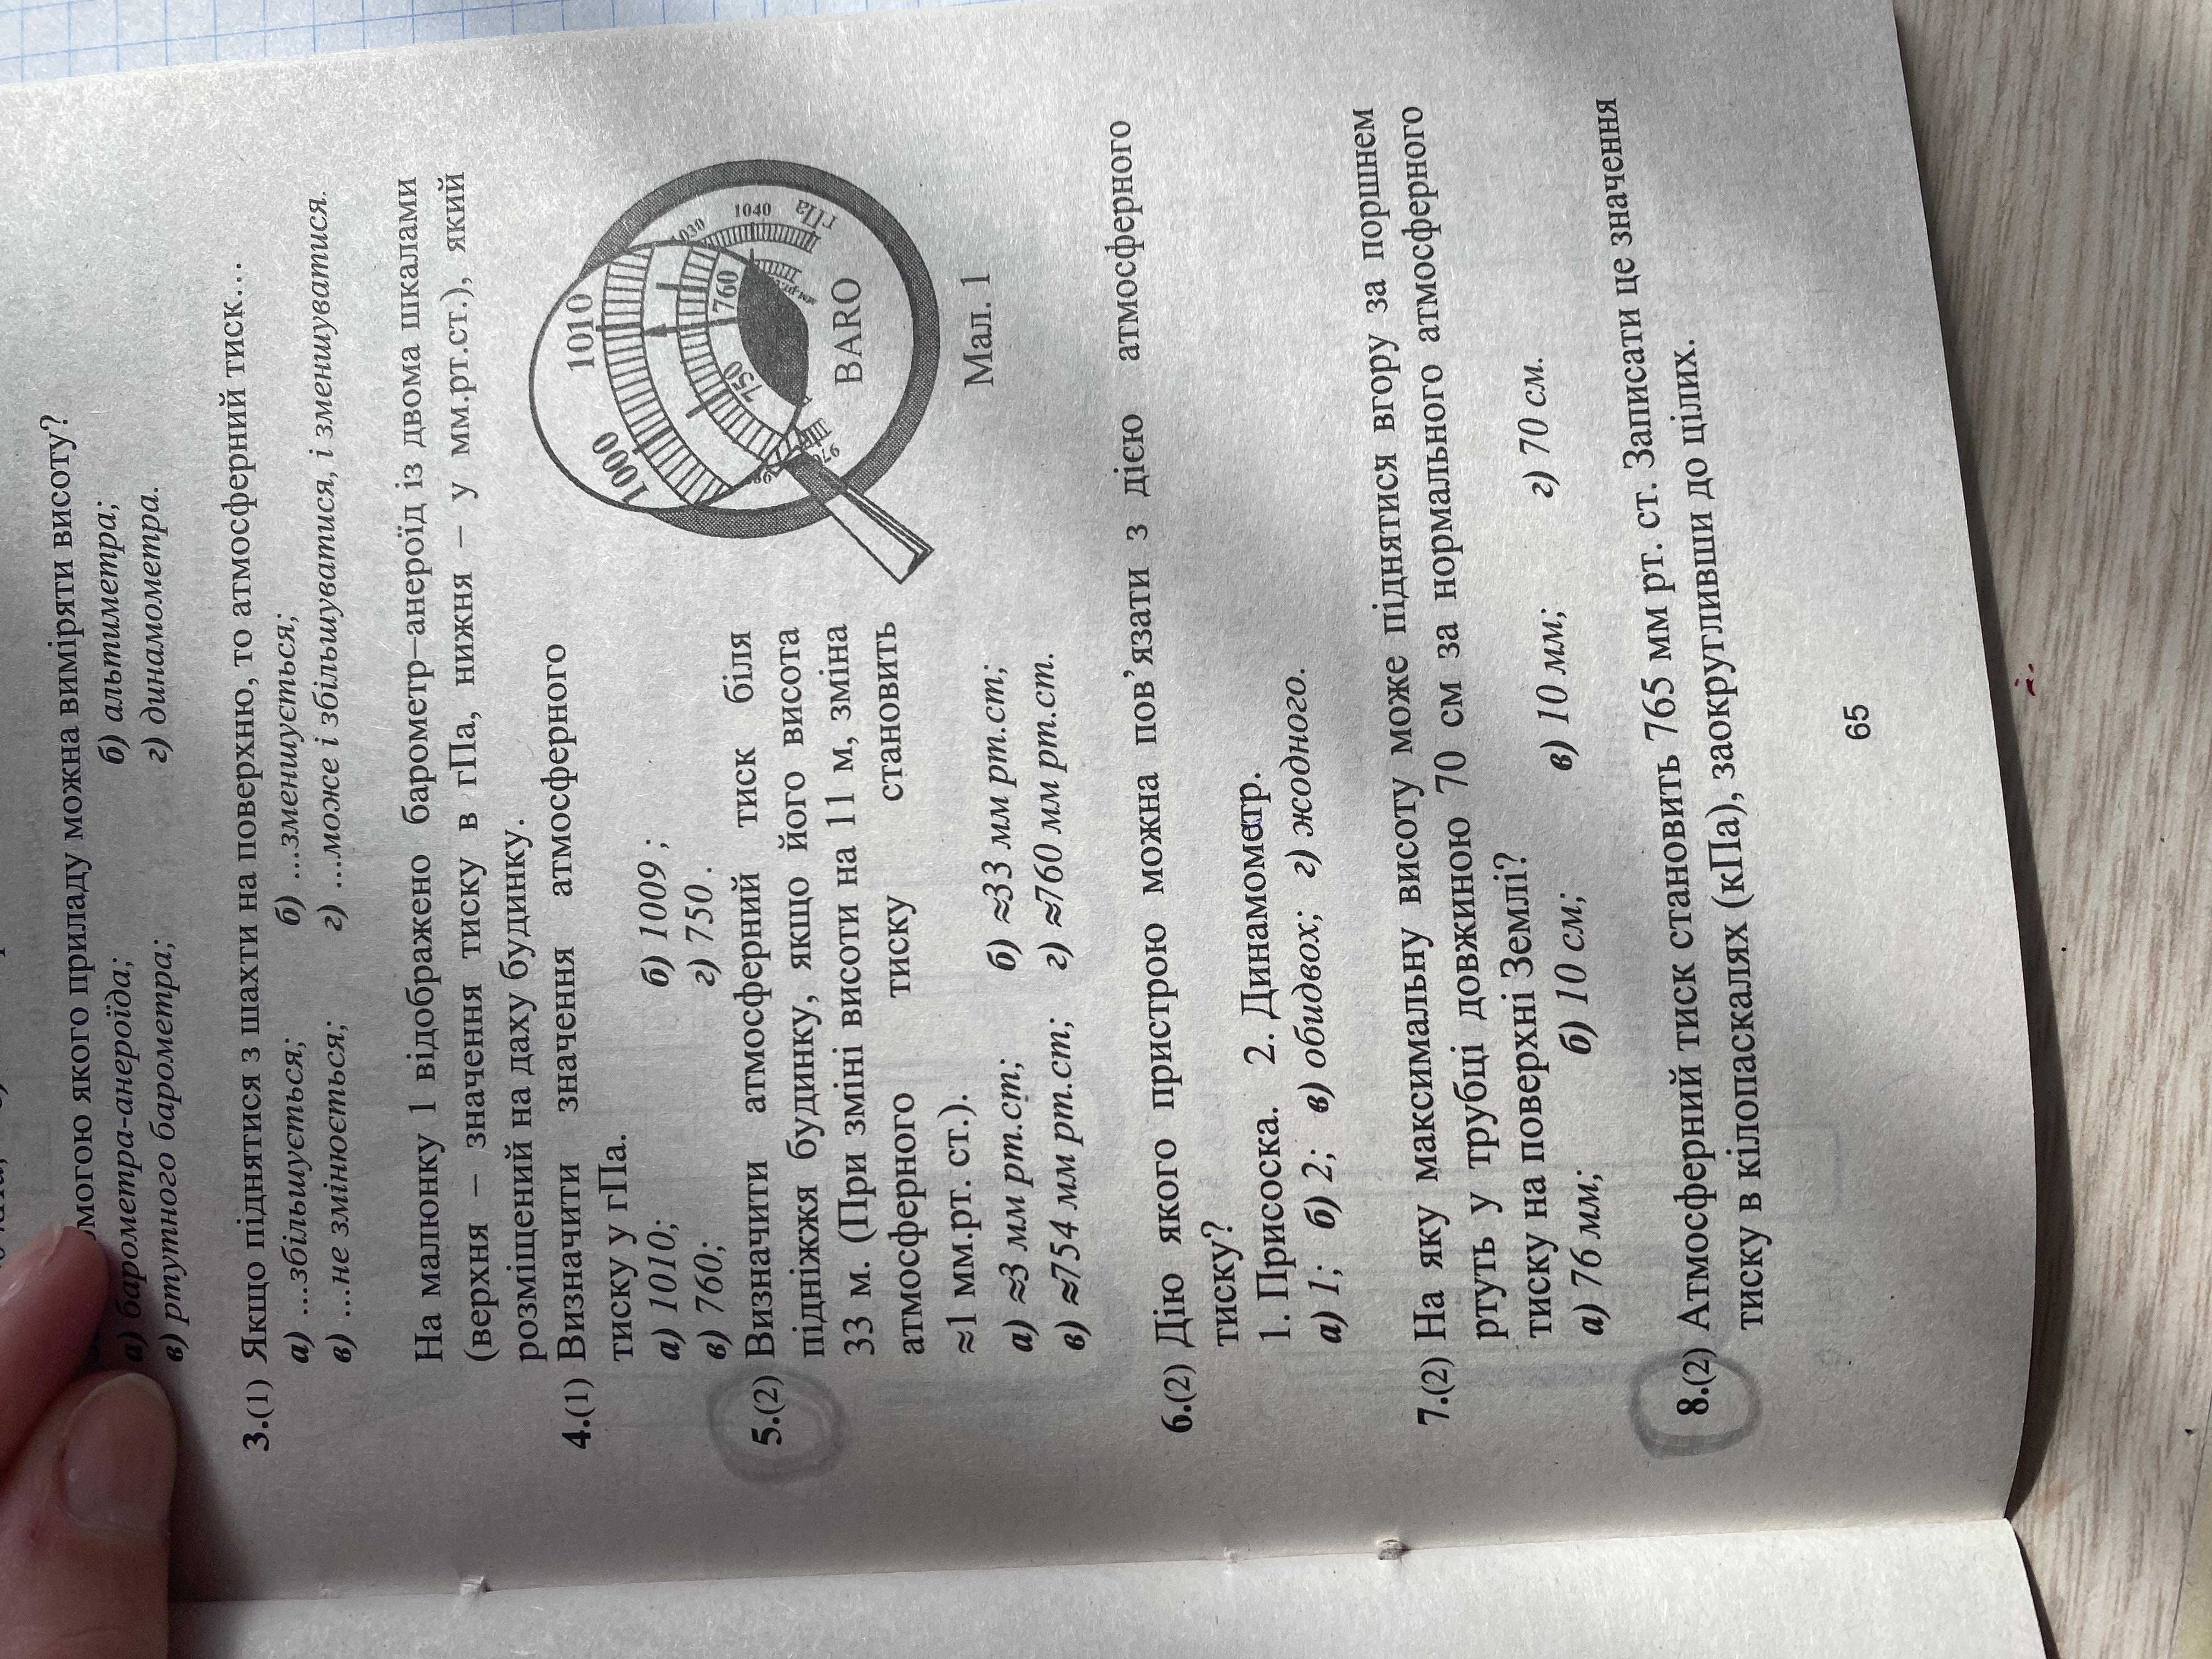 якого приладу можна виміряти висоту?
а) барометра-анероїда; б) альтиметра;
в) ртутного барометра; г) динамометра.
3.(1) Якщо піднятися з шахти на поверхню, то атмосферний тиск…
а) …збільшується; б) …зменшується;
в) …не змінюється; г) …може і збільшуватися, і зменшуватися.
На малюнку 1 відображено барометр–анероїд із двома шкалами
(верхня – значення тиску в гПа, нижня – у мм.рт.ст.), який
розміщений на даху будинку.
4.(1) Визначити значення атмосферного
тиску у гПа.
а) 1010; б) 1009 ;
в) 760; г) 750 .
5.(2) Визначити атмосферний тиск біля
підніжжя будинку, якщо його висота
33 м. (При зміні висоти на 11 м, зміна
атмосферного тиску становить
≈1 мм.рт. ст.).
а) ≈3 мм рт.ст; б) ≈33 мм рт.ст;
в) ≈754 мм рт.ст; г) ≈760 мм рт.ст.
1000 1010 1030 1040
гПа
750 760
970
BARO
Мал. 1
6.(2) Дію якого пристрою можна пов’язати з дією атмосферного
тиску?
1. Присоска. 2. Динамометр.
а) 1; б) 2; в) обидвох; г) жодного.
7.(2) На яку максимальну висоту може піднятися вгору за поршнем
ртуть у трубці довжиною 70 см за нормального атмосферного
тиску на поверхні Землі?
а) 76 мм; б) 10 см; в) 10 мм; г) 70 см.
8.(2) Атмосферний тиск становить 765 мм рт. ст. Записати це значення
тиску в кілопаскалях (кПа), заокругливши до цілих.
65